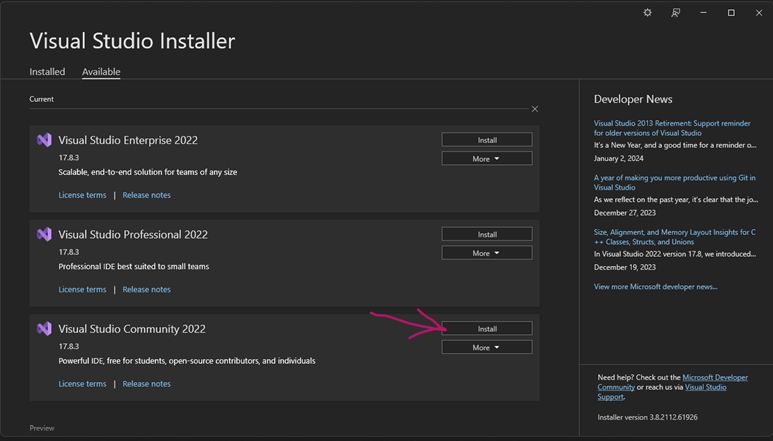 Visual Studio Installer
Installed
Available
Current
Visual Studio Enterprise 2022
17.8.3
Scalable, end-to-end solution for teams of any size
License terms | Release notes
Install
More
Visual Studio Professional 2022
17.8.3
Professional IDE best suited to small teams
License terms | Release notes
Install
More
Visual Studio Community 2022
17.8.3
Powerful IDE, free for students, open-source contributors, and individuals
License terms | Release notes
Install
More
Preview
Developer News
Visual Studio 2013 Retirement: Support reminder
for older versions of Visual Studio
It's a New Year, and a good time for a reminder o...
January 2, 2024
A year of making you more productive using Git in
Visual Studio
As we reflect on the past year, it's clear that the jo...
December 27, 2023
Size, Alignment, and Memory Layout Insights for C
++ Classes, Structs, and Unions
In Visual Studio 2022 version 17.8, we introduced...
December 19, 2023
View more Microsoft developer news...
Need help? Check out the Microsoft Developer
Community or reach us via Visual Studio
Support.
Installer version 3.8.2112.61926